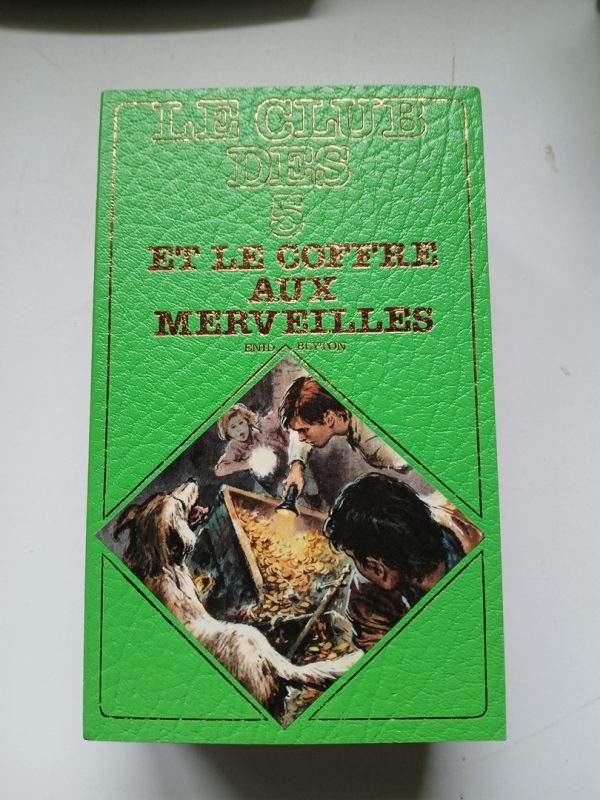 LE CLUB
DES
5
ET LE COFFRE
AUX
MERVEILLES
ENID BLYTON